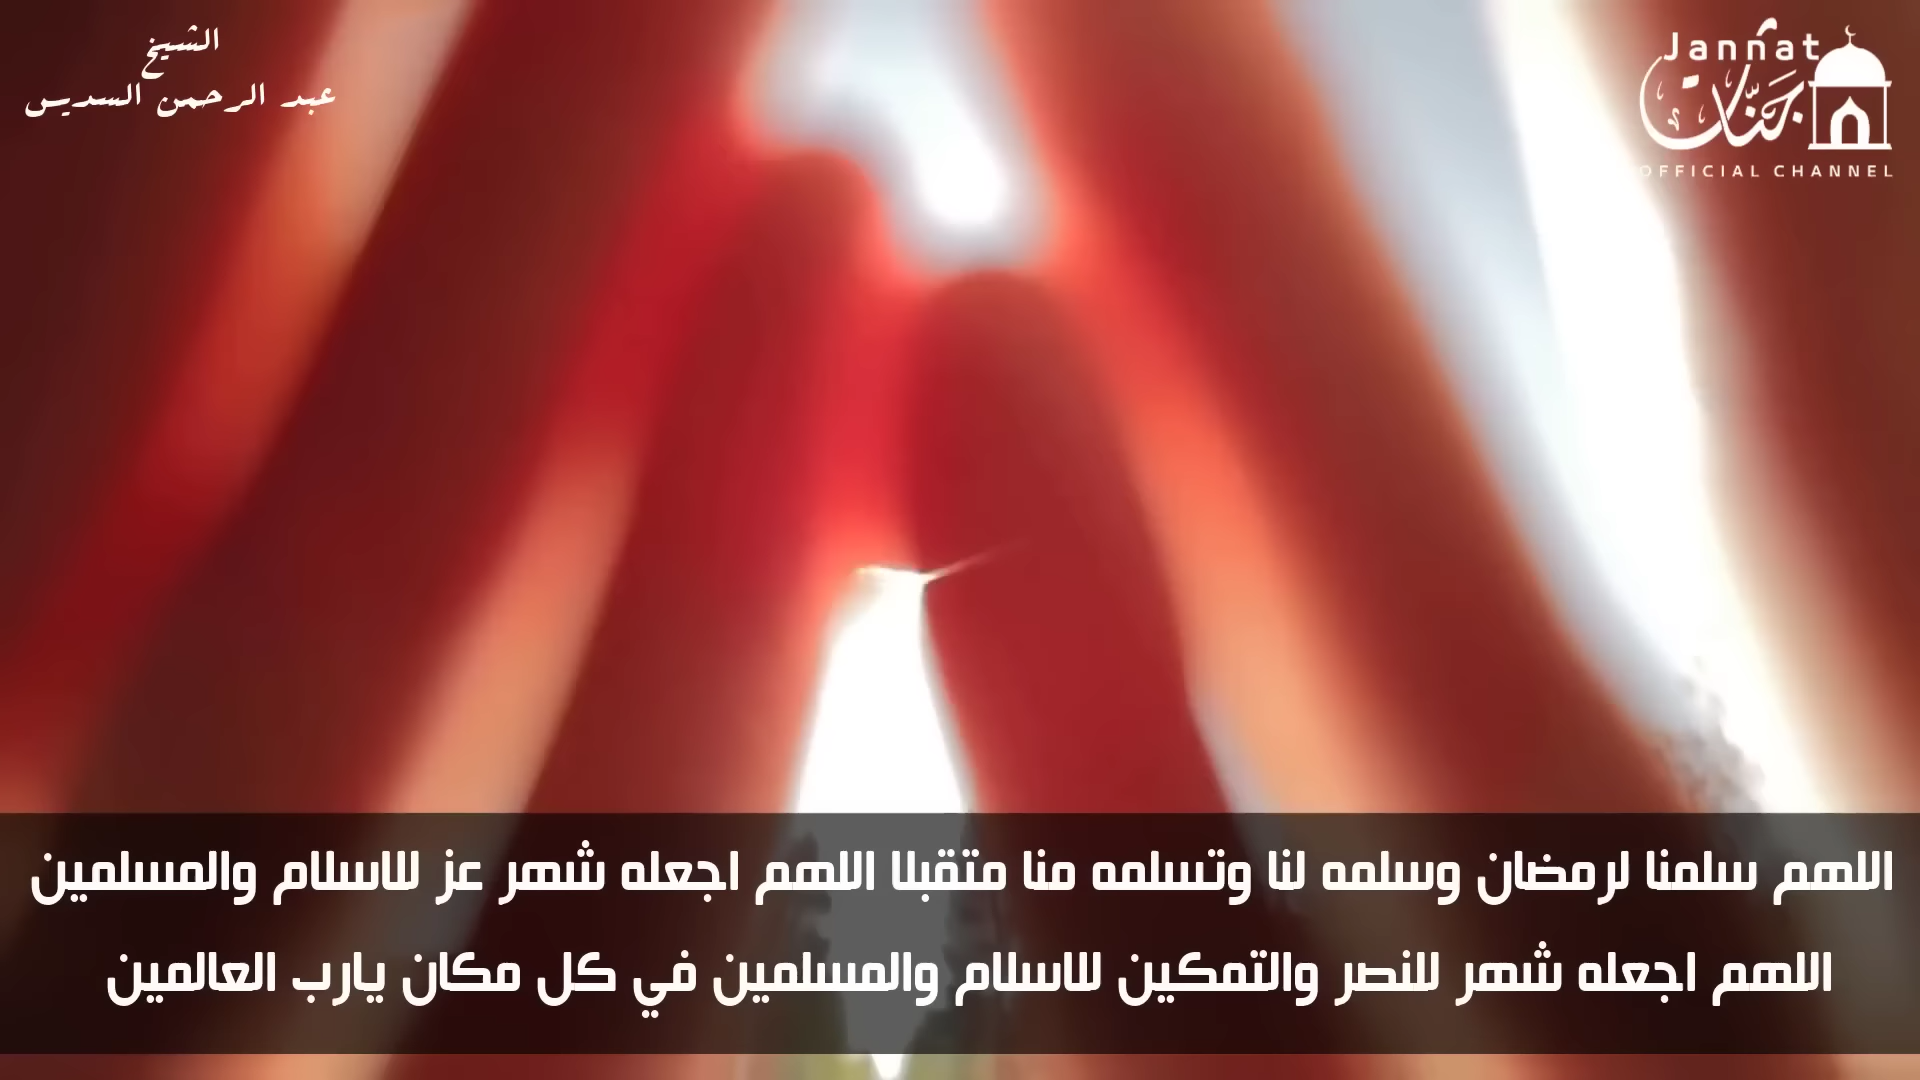 الشيخ
عبد الرحمن السديس
Jannat
جنات
OFFICIAL CHANNEL
اللهم سلمنا لرمضان وسلمه لنا وتسلمه منا متقبلا اللهم اجعله شهر عز للاسلام والمسلمين
اللهم اجعله شهر للنصر والتمكين للاسلام والمسلمين في كل مكان يارب العالمين